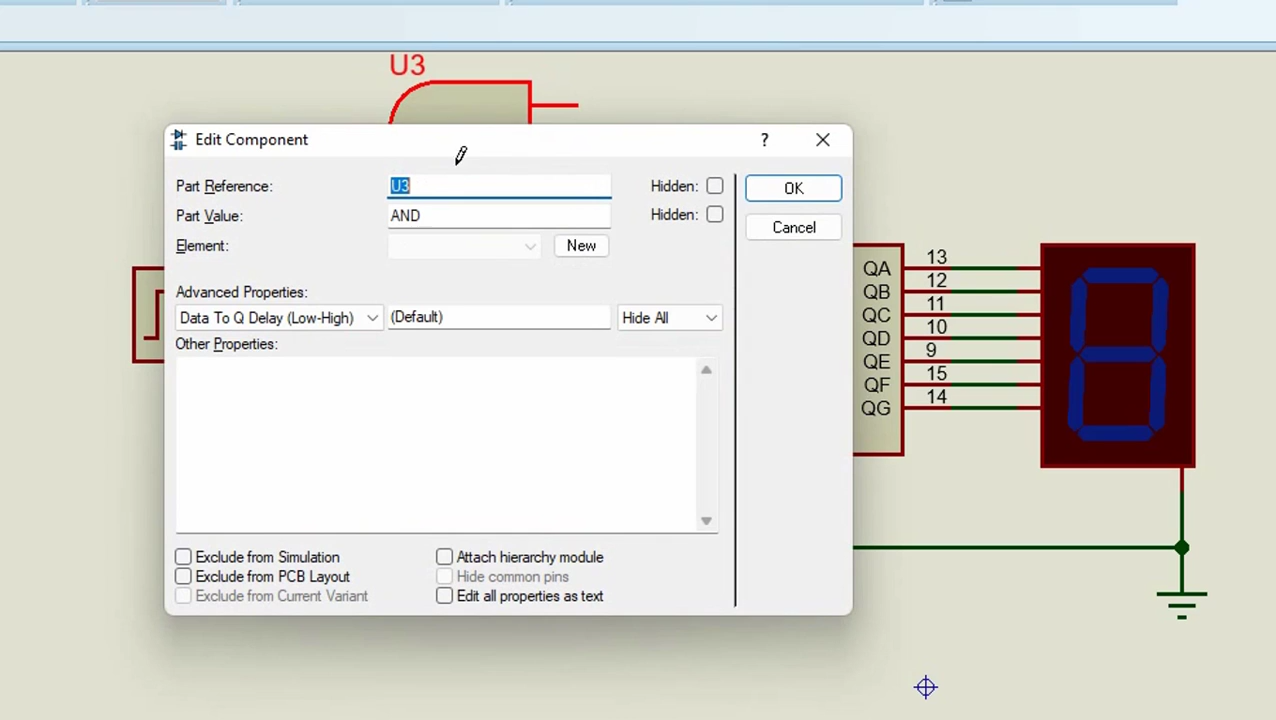 U3
Edit Component
?
Part Reference:
U3
Hidden:
OK
Part Value:
AND
Hidden:
Cancel
Element:
New
Advanced Properties:
Data To Q Delay (Low-High)
(Default)
Hide All
Other Properties:
Exclude from Simulation
Attach hierarchy module
Exclude from PCB Layout
Hide common pins
Exclude from Current Variant
Edit all properties as text
QA 13
QB 12
QC 11
QD 10
QE 9
QF 15
QG 14